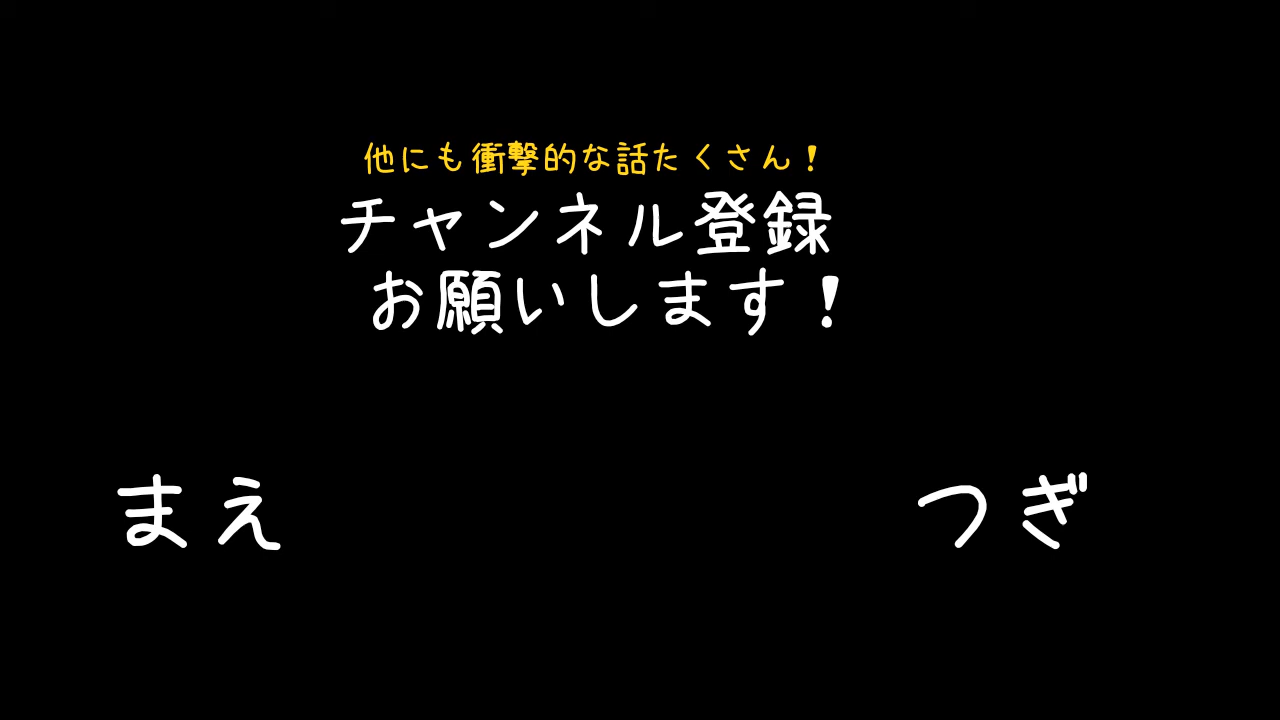 他にも衝撃的な話たくさん！
チャンネル登録
お願いします！
まえ
つぎ